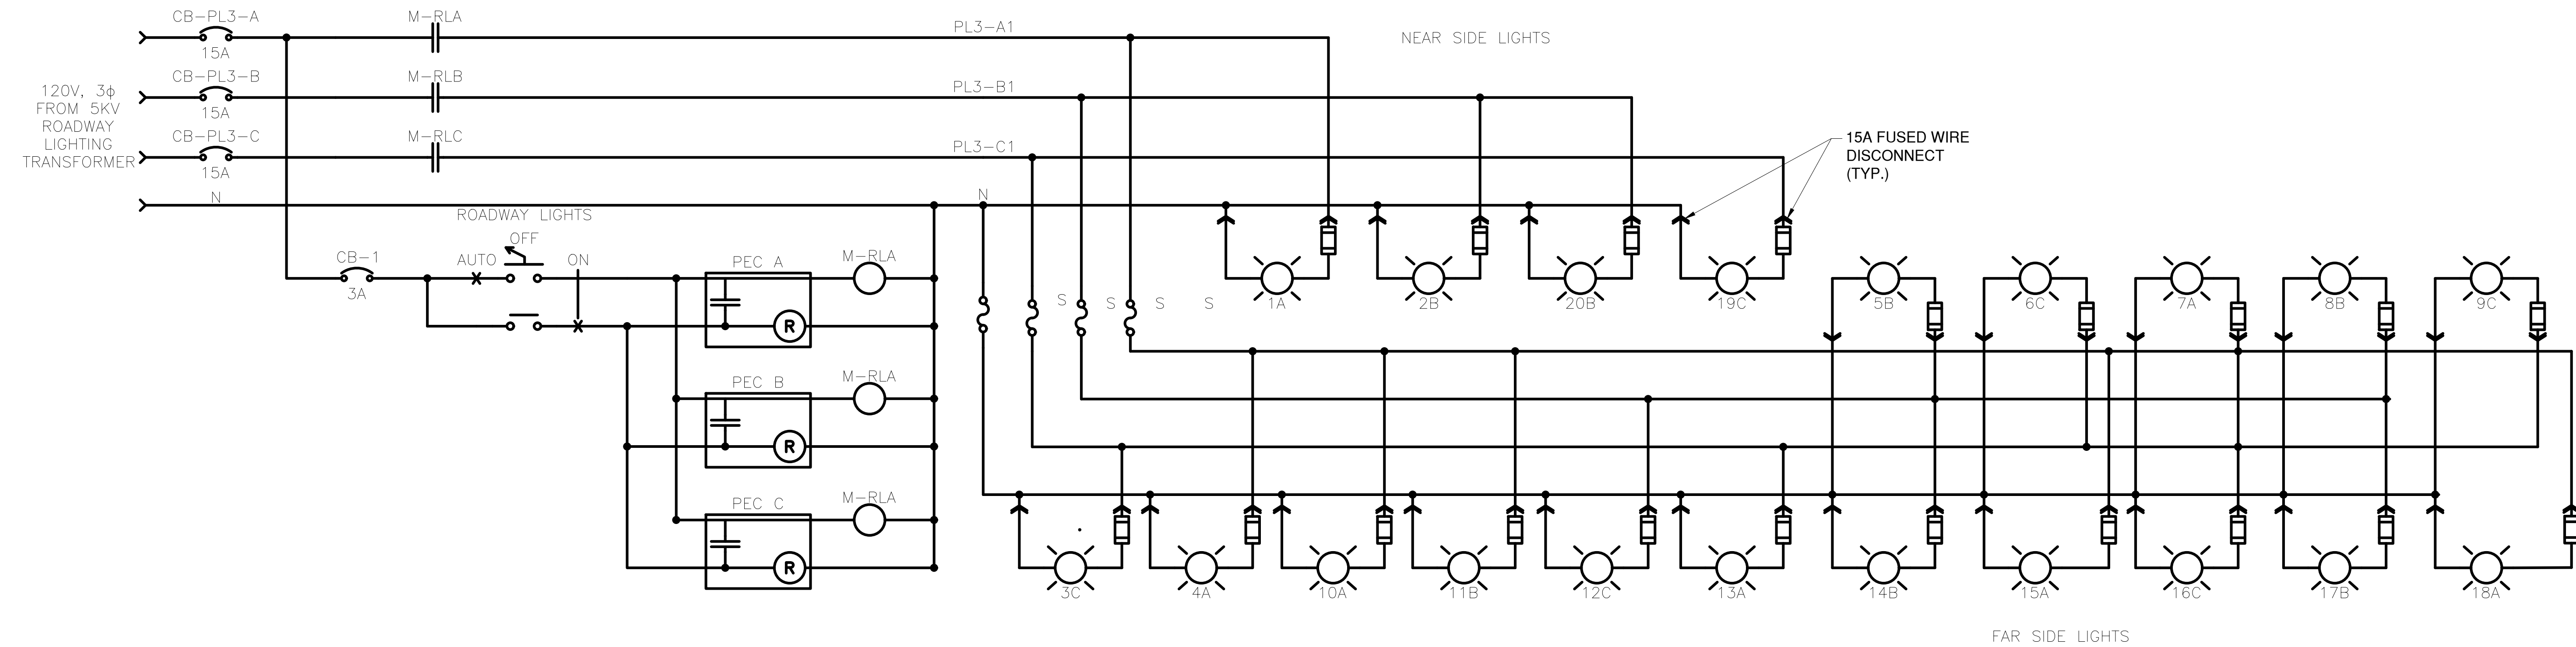 CB-PL3-A
M-RLA
PL3-A1
NEAR SIDE LIGHTS
15A
CB-PL3-B
M-RLB
PL3-B1
15A
120V, 3ϕ
FROM 5KV
ROADWAY
LIGHTING
TRANSFORMER
CB-PL3-C
M-RLC
PL3-C1
15A
15A FUSED WIRE
DISCONNECT
(TYP.)
N
N
ROADWAY LIGHTS
OFF
CB-1
AUTO
ON
PEC A
M-RLA
3A
R
S
S
S
S
1A
2B
20B
19C
5B
6C
7A
8B
9C
PEC B
M-RLA
R
PEC C
M-RLA
R
3C
4A
10A
11B
12C
13A
14B
15A
16C
17B
18A
FAR SIDE LIGHTS